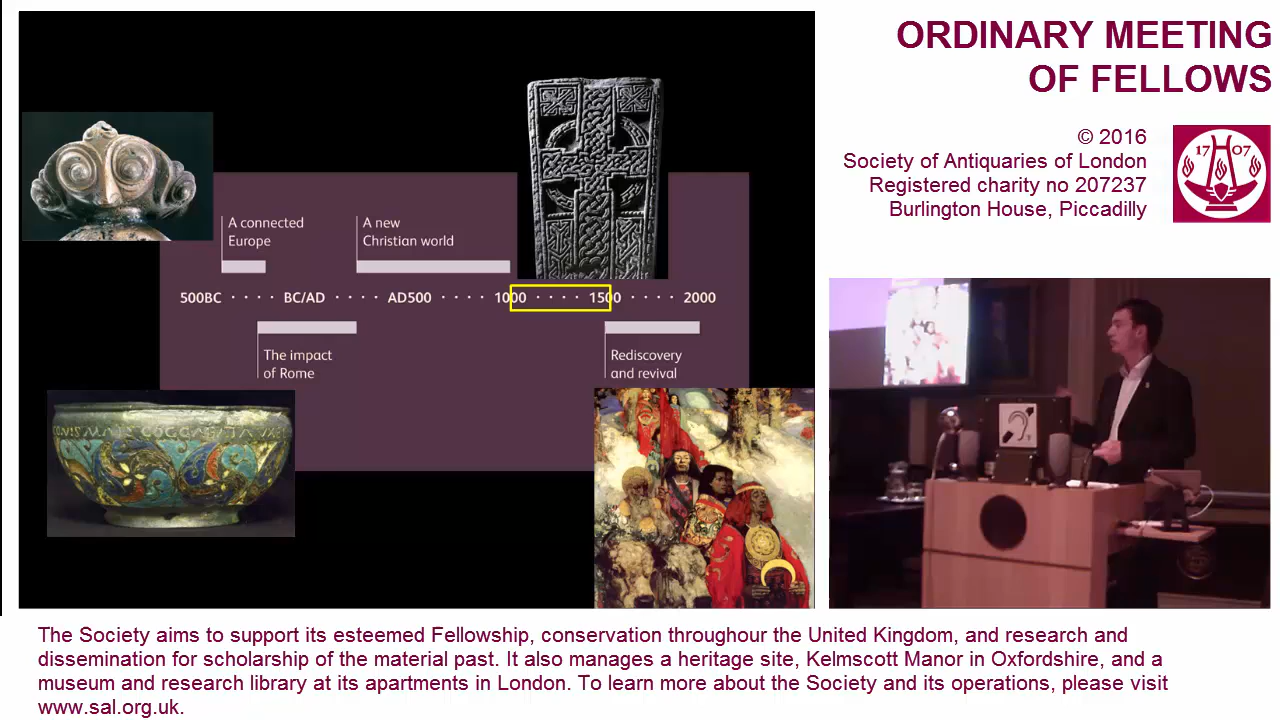 ORDINARY MEETING
OF FELLOWS
© 2016
Society of Antiquaries of London
Registered charity no 207237
Burlington House, Piccadilly
17 07
A connected
Europe
A new
Christian world
500BC · · · · BC/AD · · · · AD500 · · · · 1000 · · · · 1500 · · · · 2000
The impact
of Rome
Rediscovery
and revival
The Society aims to support its esteemed Fellowship, conservation throughour the United Kingdom, and research and
dissemination for scholarship of the material past. It also manages a heritage site, Kelmscott Manor in Oxfordshire, and a
museum and research library at its apartments in London. To learn more about the Society and its operations, please visit
www.sal.org.uk.